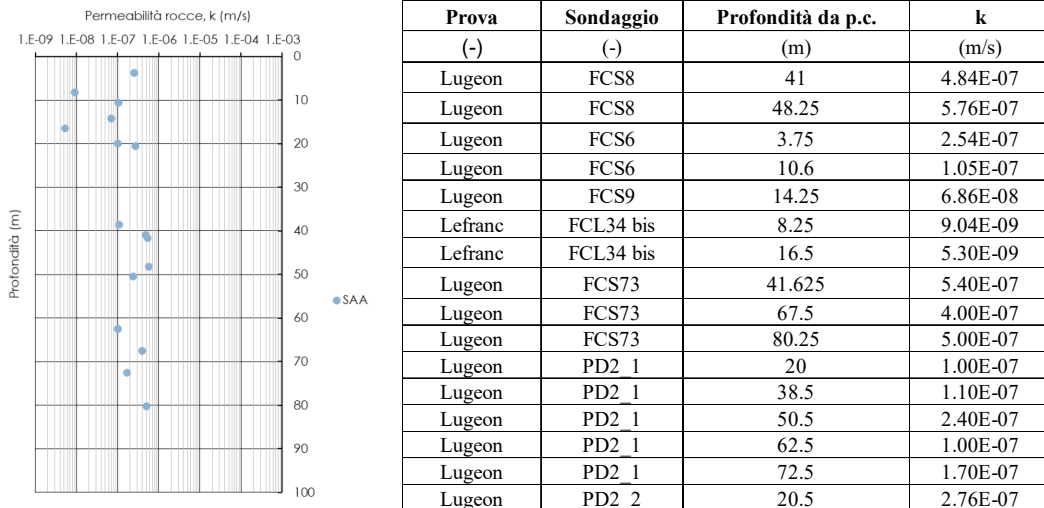 Permeabilità rocce, k (m/s)
1.E-09 1.E-08 1.E-07 1.E-06 1.E-05 1.E-04 1.E-03
0
10
20
30
40
50
60
70
80
90
100
Profondità (m)
SAA
Prova Sondaggio Profondità da p.c. k
(-) (-) (m) (m/s)
Lugeon FCS8 41 4.84E-07
Lugeon FCS8 48.25 5.76E-07
Lugeon FCS6 3.75 2.54E-07
Lugeon FCS6 10.6 1.05E-07
Lugeon FCS9 14.25 6.86E-08
Lefranc FCL34 bis 8.25 9.04E-09
Lefranc FCL34 bis 16.5 5.30E-09
Lugeon FCS73 41.625 5.40E-07
Lugeon FCS73 67.5 4.00E-07
Lugeon FCS73 80.25 5.00E-07
Lugeon PD2_1 20 1.00E-07
Lugeon PD2_1 38.5 1.10E-07
Lugeon PD2_1 50.5 2.40E-07
Lugeon PD2_1 62.5 1.00E-07
Lugeon PD2_1 72.5 1.70E-07
Lugeon PD2_2 20.5 2.76E-07